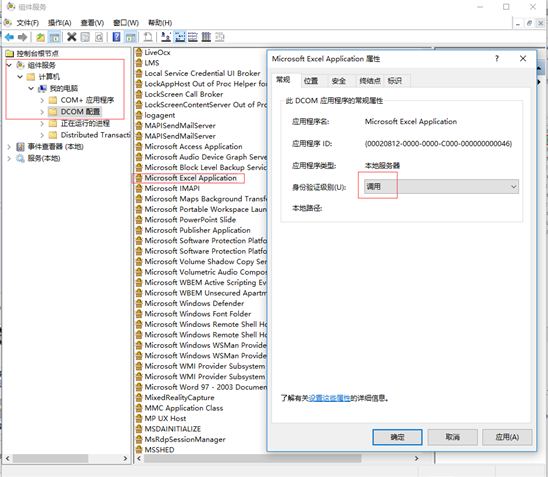 组件服务
文件(F) 操作(A) 查看(V) 窗口(W) 帮助(H)
控制台根节点
组件服务
计算机
我的电脑
COM+ 应用程序
DCOM 配置
正在运行的进程
Distributed Transacti
事件查看器 (本地)
服务(本地)
LiveOcx
LMS
Local Service Credential UI Broker
LockAppHost Out of Proc Helper for
LockScreen Call Broker
LockScreenContentServer Out of
logagent
MAPISendMailServer
MAPISendMailServer
Microsoft Access Application
Microsoft Audio Device Graph Serve
Microsoft Block Level Backup Servic
Microsoft Excel Application
Microsoft IMAPI
Microsoft Maps Background Transf
Microsoft Portable Workspace Laun
Microsoft PowerPoint Slide
Microsoft Publisher Application
Microsoft Software Protection Platfo
Microsoft Software Protection Platfo
Microsoft Volume Shadow Copy Ser
Microsoft Volumetric Audio Compos
Microsoft WBEM Active Scripting Ev
Microsoft WBEM Unsecured Apartm
Microsoft Windows Defender
Microsoft Windows Font Folder
Microsoft Windows Remote Shell Ho
Microsoft Windows Remote Shell Ho
Microsoft Windows WSMan Provide
Microsoft Windows WSMan Provide
Microsoft WMI Provider Subsystem
Microsoft WMI Provider Subsystem
Microsoft Word 97 - 2003 Documen
MixedRealityCapture
MMC Application Class
MP UX Host
MSDAINITIALIZE
MsRdpSessionManager
MSSHED
Microsoft Excel Application 属性
常规 位置 安全 终结点 标识
此 DCOM 应用程序的常规属性
应用程序名: Microsoft Excel Application
应用程序 ID: {00020812-0000-0000-C000-000000000046}
应用程序类型: 本地服务器
身份验证级别(U): 调用
本地路径:
了解有关设置这些属性的详细信息。
确定 取消 应用(A)